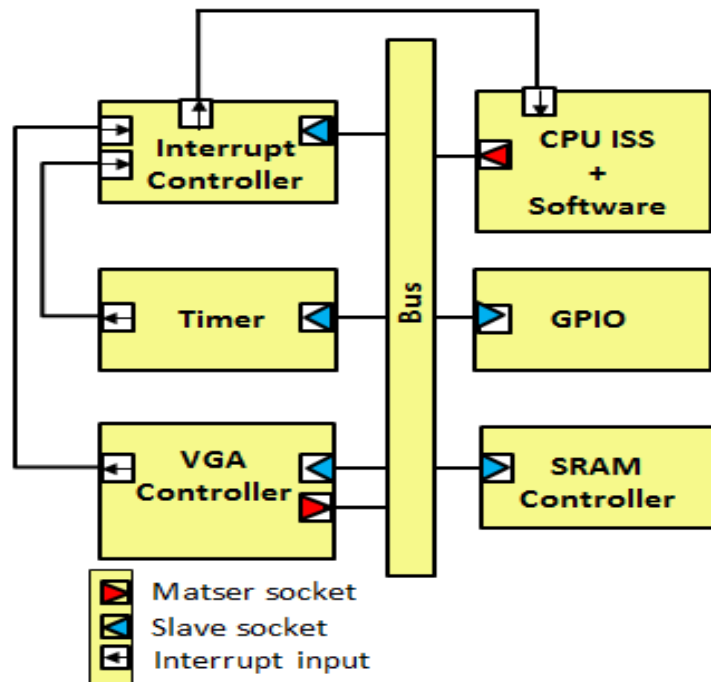 Interrupt
Controller
CPU ISS
+
Software
Timer
Bus
GPIO
VGA
Controller
SRAM
Controller
Matser socket
Slave socket
Interrupt input